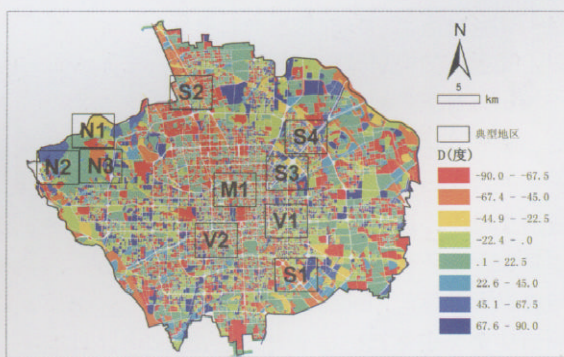 N
5
km
典型地区
D(度)
-90.0 - -67.5
-67.4 - -45.0
-44.9 - -22.5
-22.4 - .0
.1 - 22.5
22.6 - 45.0
45.1 - 67.5
67.6 - 90.0
S2
N1
S4
N2 N3
S3
M1
V1
V2
S1